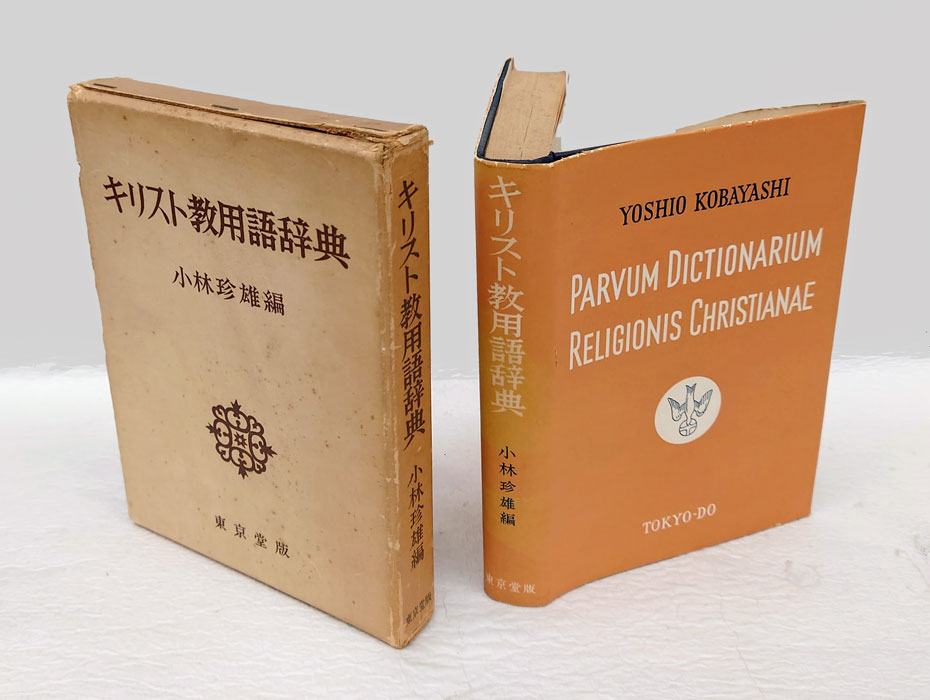 キリスト教用語辞典
小林珍雄編
東京堂版
キリスト教用語辞典
小林珍雄編
東京堂版
キリスト教用語辞典
小林珍雄編
東京堂版
YOSHIO KOBAYASHI
PARVUM DICTIONARIUM
RELIGIONIS CHRISTIANAE
TOKYO-DO